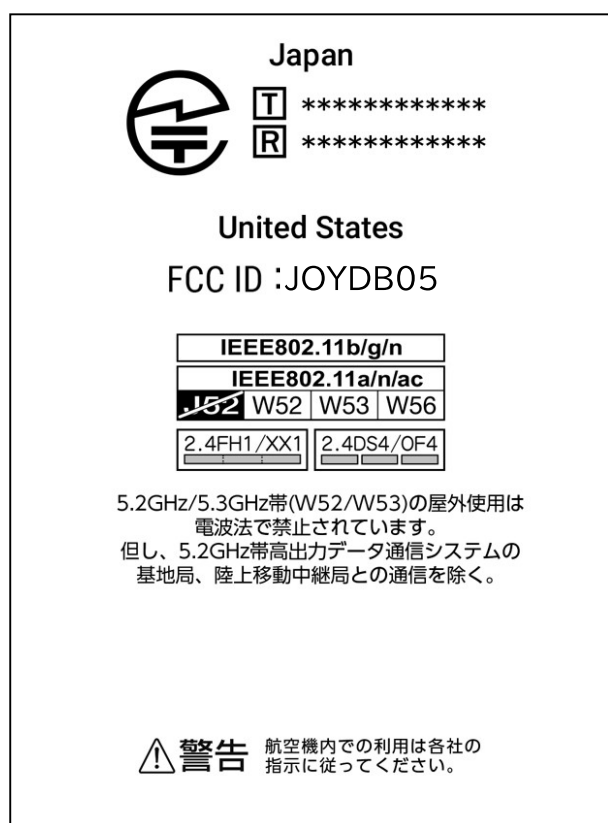 Japan
T ************
R ************
United States
FCC ID :JOYDB05
IEEE802.11b/g/n
IEEE802.11a/n/ac
J52 W52 W53 W56
2.4FH1/XX1 2.4DS4/OF4
5.2GHz/5.3GHz帯(W52/W53)の屋外使用は
電波法で禁止されています。
但し、5.2GHz帯高出力データ通信システムの
基地局、陸上移動中継局との通信を除く。
警告 航空機内での利用は各社の
指示に従ってください。